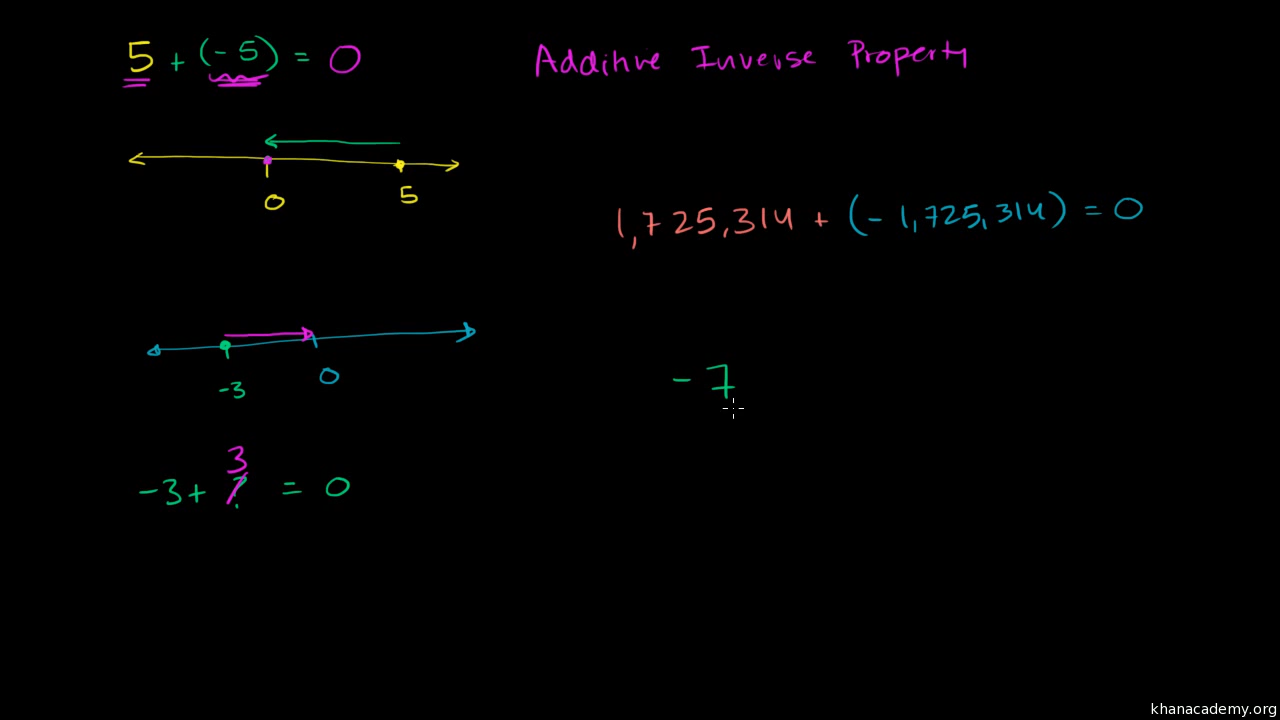 5 + (- 5) = 0
Additive Inverse Property
0 5
1,725,314 + (- 1,725,314) = 0
-3 0
- 7
3
-3 + ? = 0
khanacademy.org